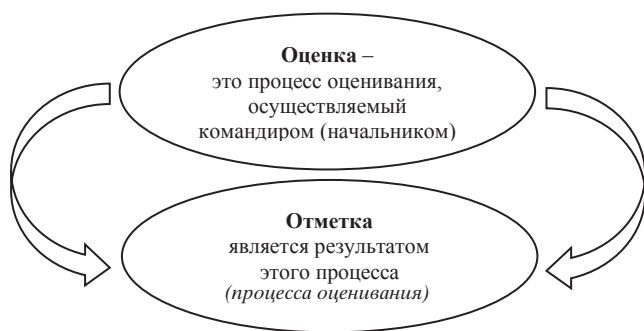 Оценка –
это процесс оценивания,
осуществляемый
командиром (начальником)
Отметка
является результатом
этого процесса
(процесса оценивания)